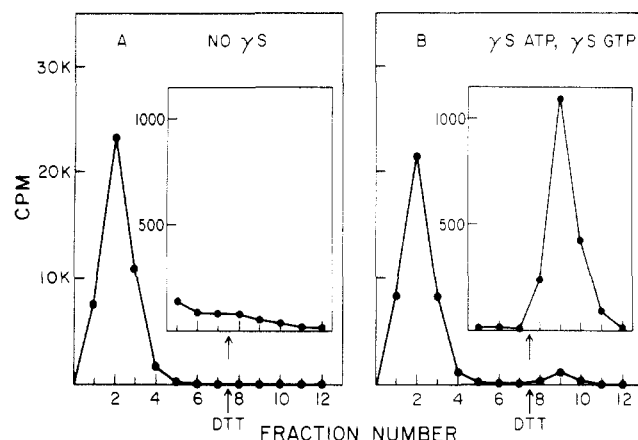 A NO γS
B γS ATP, γS GTP
30K
20K
10K
CPM
1000
500
1000
500
2 4 6 8 10 12
2 4 6 8 10 12
DTT
DTT
FRACTION NUMBER